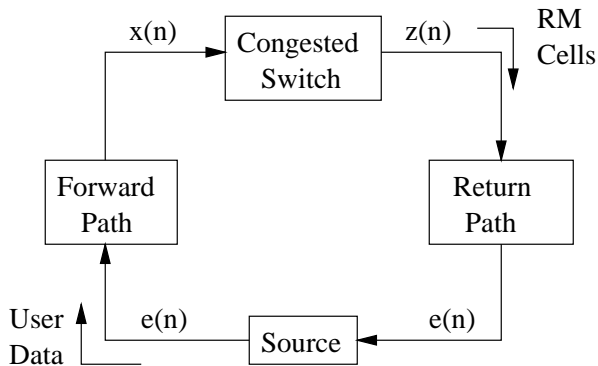 x(n)
Congested
Switch
z(n)
RM
Cells
Forward
Path
Return
Path
User
Data
e(n)
Source
e(n)